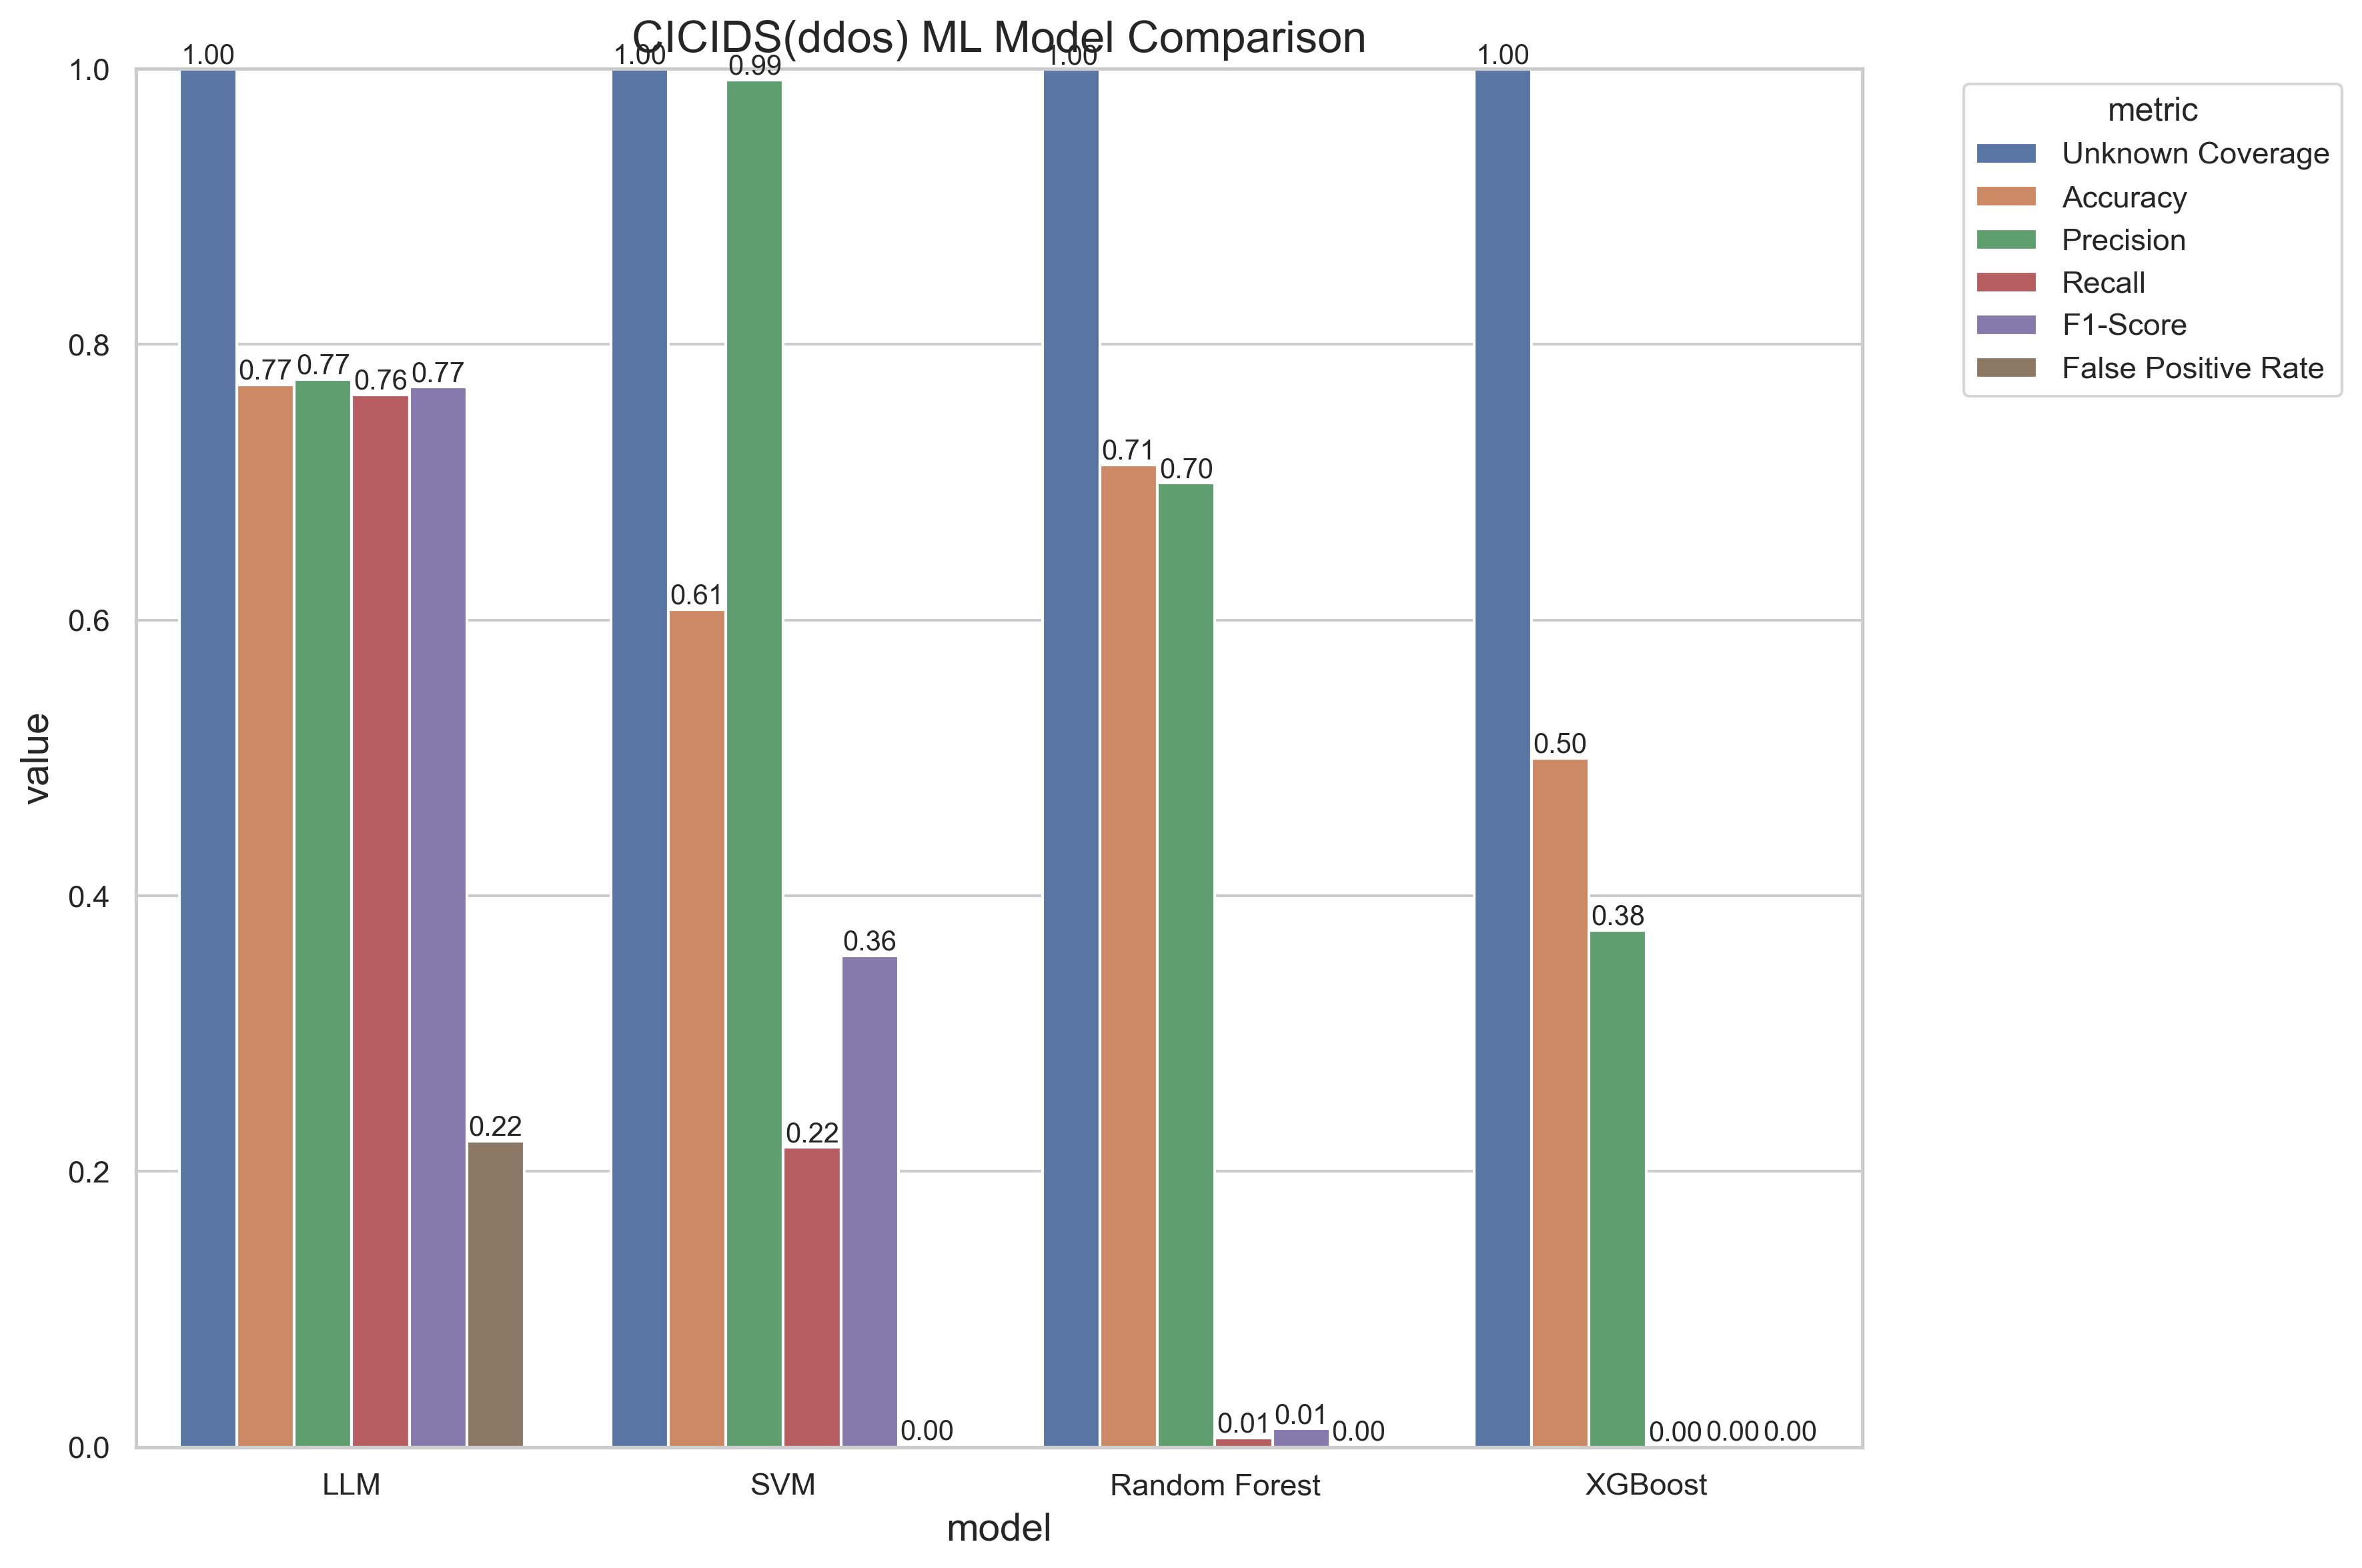 CICIDS(ddos) ML Model Comparison
1.00
1.00
0.99
1.00
1.00
1.0
0.8
0.6
0.4
0.2
0.0
value
0.77
0.77
0.76
0.77
0.22
0.61
0.22
0.36
0.00
0.71
0.70
0.01
0.01
0.00
0.50
0.38
0.00
0.00
0.00
LLM
SVM
Random Forest
XGBoost
model
metric
Unknown Coverage
Accuracy
Precision
Recall
F1-Score
False Positive Rate